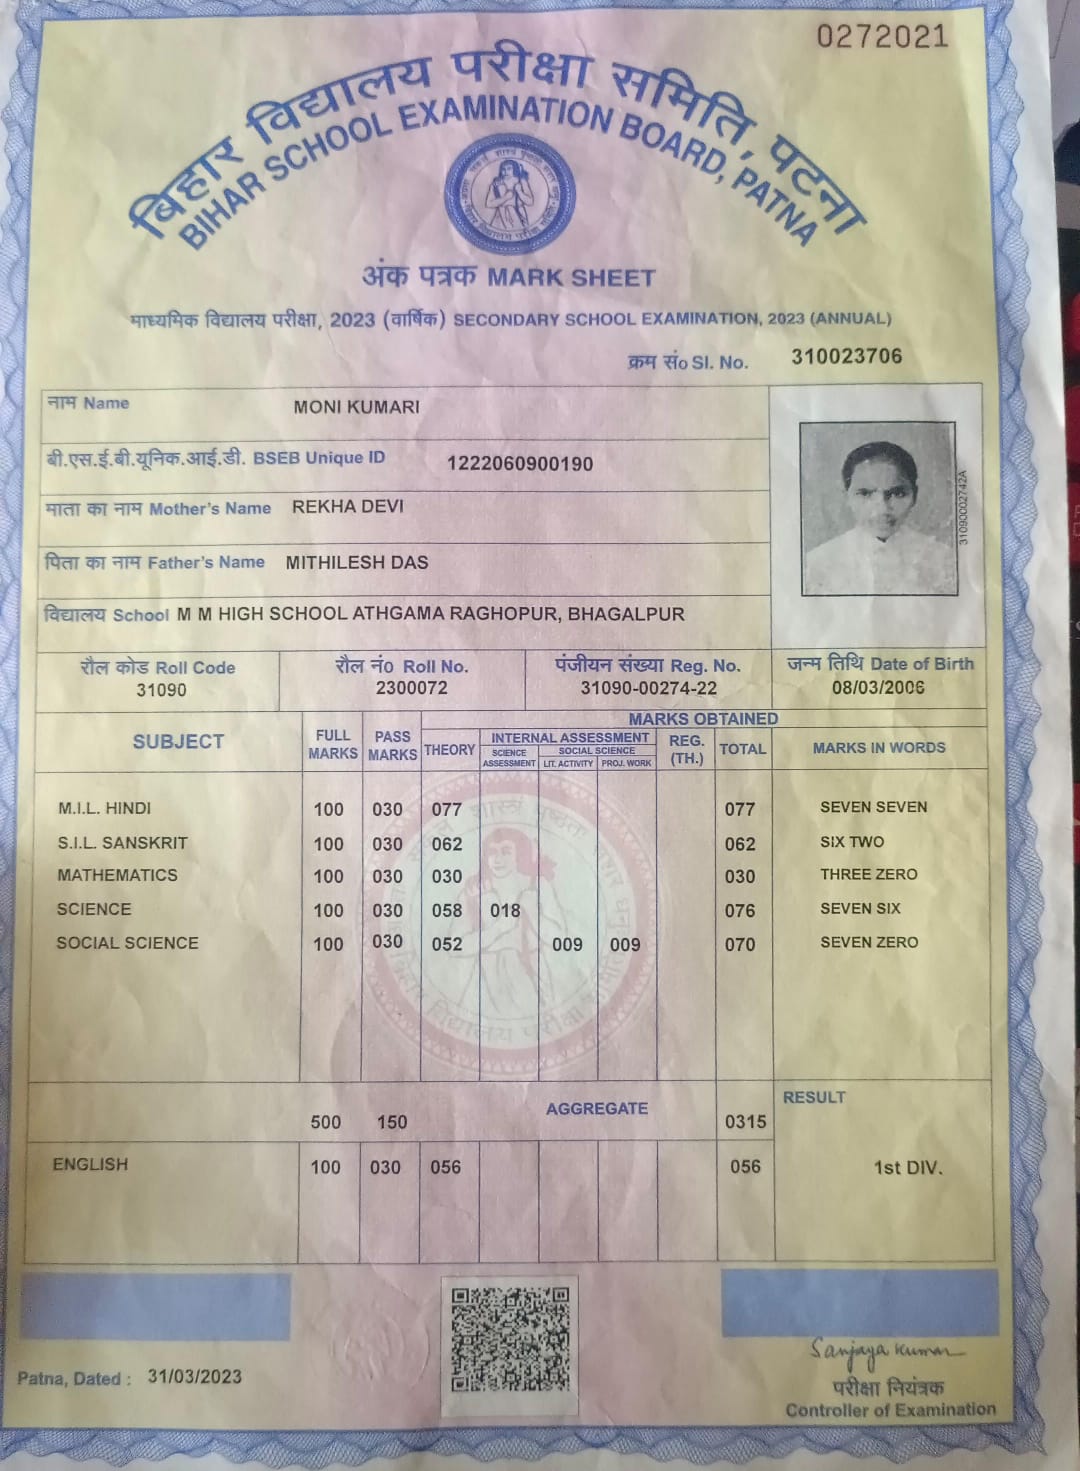 0272021
बिहार विद्यालय परीक्षा समिति, पटना
BIHAR SCHOOL EXAMINATION BOARD, PATNA
अंक पत्रक MARK SHEET
माध्यमिक विद्यालय परीक्षा, 2023 (वार्षिक) SECONDARY SCHOOL EXAMINATION, 2023 (ANNUAL)
क्रम सं० Sl. No. 310023706
नाम Name MONI KUMARI
बी.एस.ई.बी.यूनिक.आई.डी. BSEB Unique ID 1222060900190
माता का नाम Mother's Name REKHA DEVI
पिता का नाम Father's Name MITHILESH DAS
31090002742A
विद्यालय School M M HIGH SCHOOL ATHGAMA RAGHOPUR, BHAGALPUR
रौल कोड Roll Code रौल नं० Roll No. पंजीयन संख्या Reg. No. जन्म तिथि Date of Birth
31090 2300072 31090-00274-22 08/03/2006
SUBJECT FULL MARKS PASS MARKS MARKS OBTAINED
THEORY INTERNAL ASSESSMENT REG. (TH.) TOTAL MARKS IN WORDS
SCIENCE ASSESSMENT SOCIAL SCIENCE
LIT. ACTIVITY PROJ. WORK
M.I.L. HINDI 100 030 077 077 SEVEN SEVEN
S.I.L. SANSKRIT 100 030 062 062 SIX TWO
MATHEMATICS 100 030 030 030 THREE ZERO
SCIENCE 100 030 058 018 076 SEVEN SIX
SOCIAL SCIENCE 100 030 052 009 009 070 SEVEN ZERO
500 150 AGGREGATE 0315 RESULT
ENGLISH 100 030 056 056 1st DIV.
Patna, Dated : 31/03/2023
Sanjaya Kumar
परीक्षा नियंत्रक
Controller of Examination